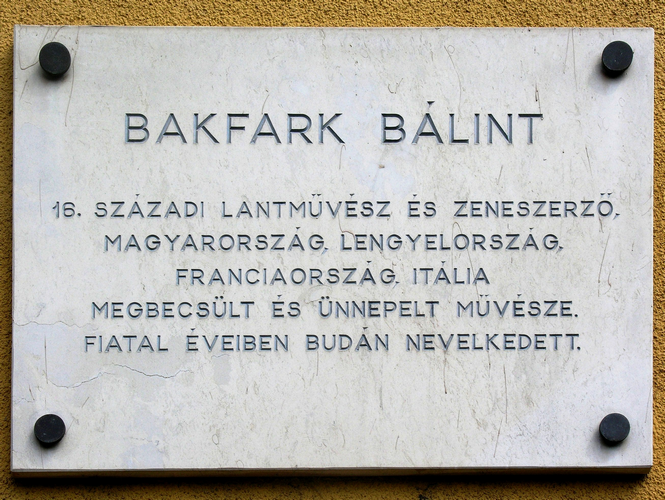 BAKFARK BÁLINT
16. SZÁZADI LANTMŰVÉSZ ÉS ZENESZERZŐ,
MAGYARORSZÁG, LENGYELORSZÁG,
FRANCIAORSZÁG, ITÁLIA
MEGBECSÜLT ÉS ÜNNEPELT MŰVÉSZE.
FIATAL ÉVEIBEN BUDÁN NEVELKEDETT.